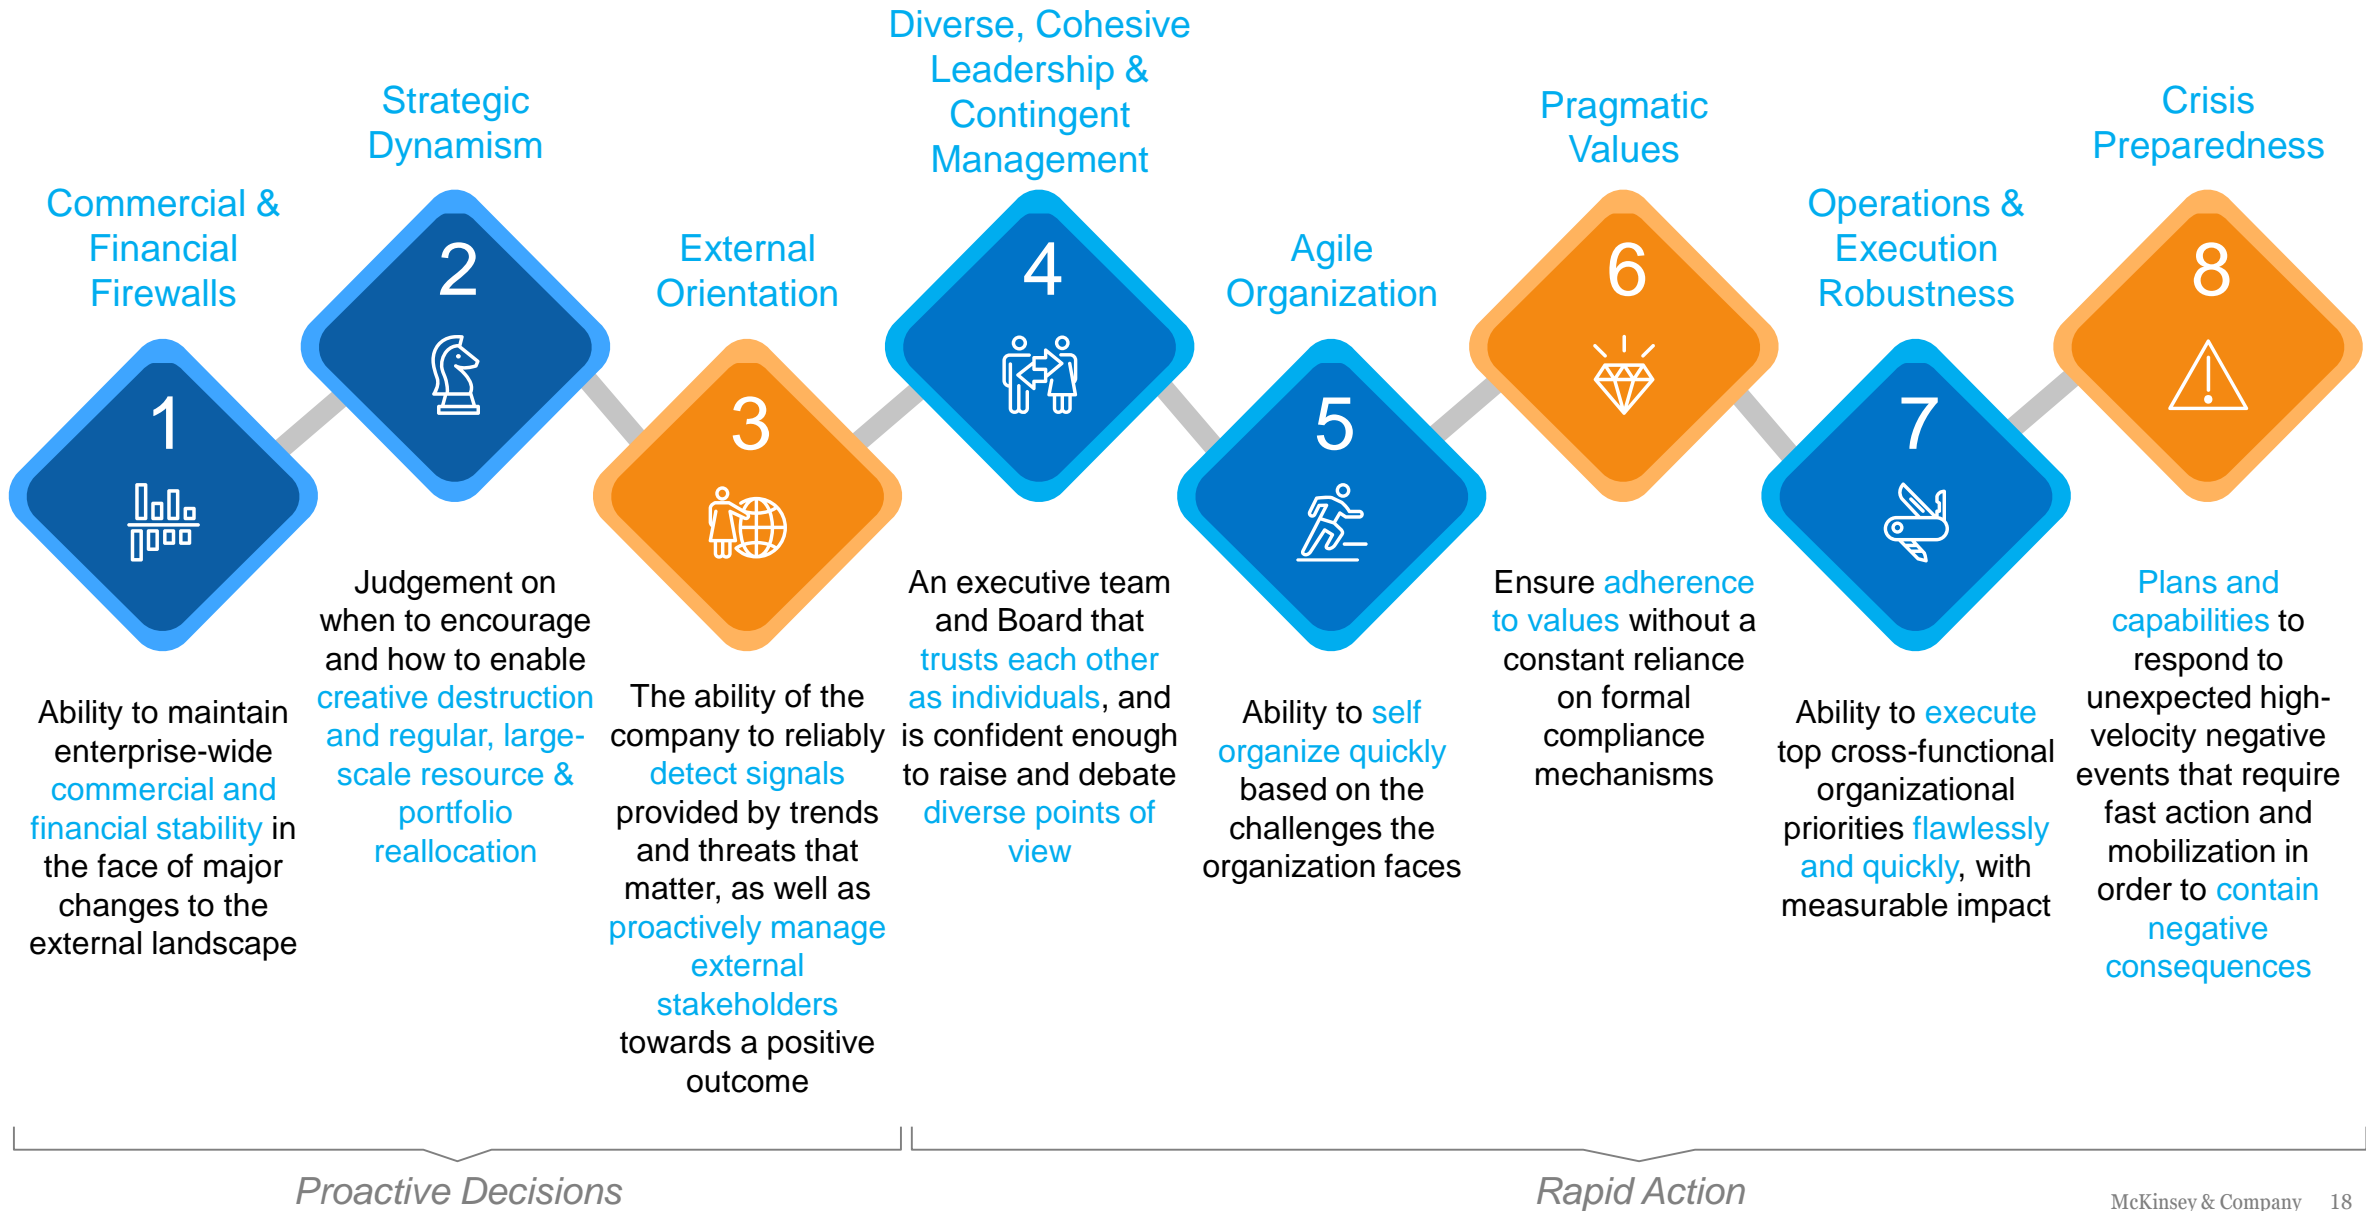 Commercial &
Financial
Firewalls
1
Ability to maintain
enterprise-wide
commercial and
financial stability in
the face of major
changes to the
external landscape
Strategic
Dynamism
2
Judgement on
when to encourage
and how to enable
creative destruction
and regular, large-
scale resource &
portfolio
reallocation
External
Orientation
3
The ability of the
company to reliably
detect signals
provided by trends
and threats that
matter, as well as
proactively manage
external
stakeholders
towards a positive
outcome
Diverse, Cohesive
Leadership &
Contingent
Management
4
An executive team
and Board that
trusts each other
as individuals, and
is confident enough
to raise and debate
diverse points of
view
Agile
Organization
5
Ability to self
organize quickly
based on the
challenges the
organization faces
Pragmatic
Values
6
Ensure adherence
to values without a
constant reliance
on formal
compliance
mechanisms
Operations &
Execution
Robustness
7
Ability to execute
top cross-functional
organizational
priorities flawlessly
and quickly, with
measurable impact
Crisis
Preparedness
8
Plans and
capabilities to
respond to
unexpected high-
velocity negative
events that require
fast action and
mobilization in
order to contain
negative
consequences
Proactive Decisions
Rapid Action
McKinsey & Company 18